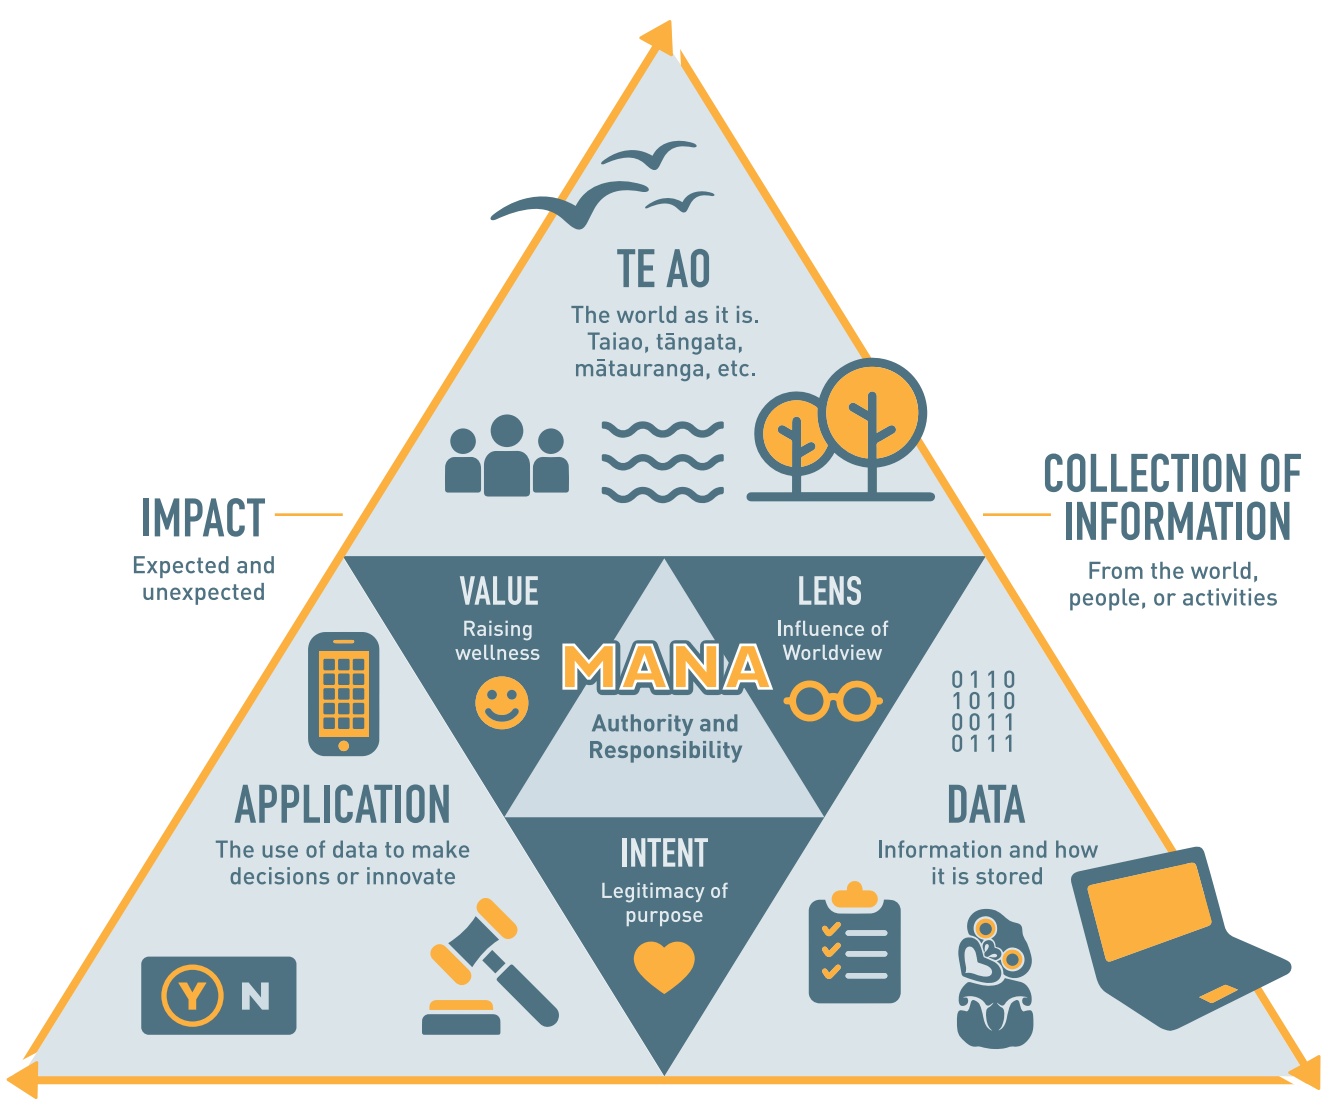 TE AO
The world as it is.
Taiao, tāngata,
mātauranga, etc.
IMPACT
Expected and
unexpected
COLLECTION OF
INFORMATION
From the world,
people, or activities
VALUE
Raising
wellness
LENS
Influence of
Worldview
MANA
Authority and
Responsibility
0110
1010
0011
0111
APPLICATION
The use of data to make
decisions or innovate
DATA
Information and how
it is stored
INTENT
Legitimacy of
purpose
Y N